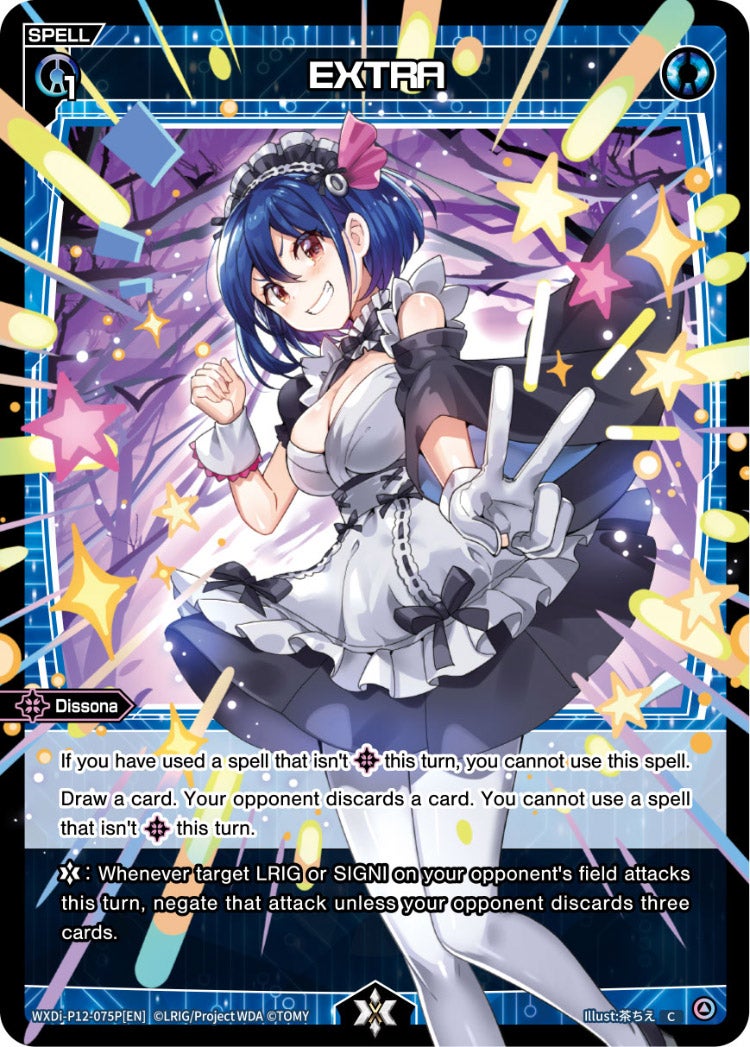 SPELL
1
EXTRA
Dissona
If you have used a spell that isn't this turn, you cannot use this spell.
Draw a card. Your opponent discards a card. You cannot use a spell
that isn't this turn.
: Whenever target LRIG or SIGNI on your opponent's field attacks
this turn, negate that attack unless your opponent discards three
cards.
WXDi-P12-075P[EN] ©LRIG/Project WDA ©TOMY
Illust:茶ちえ C